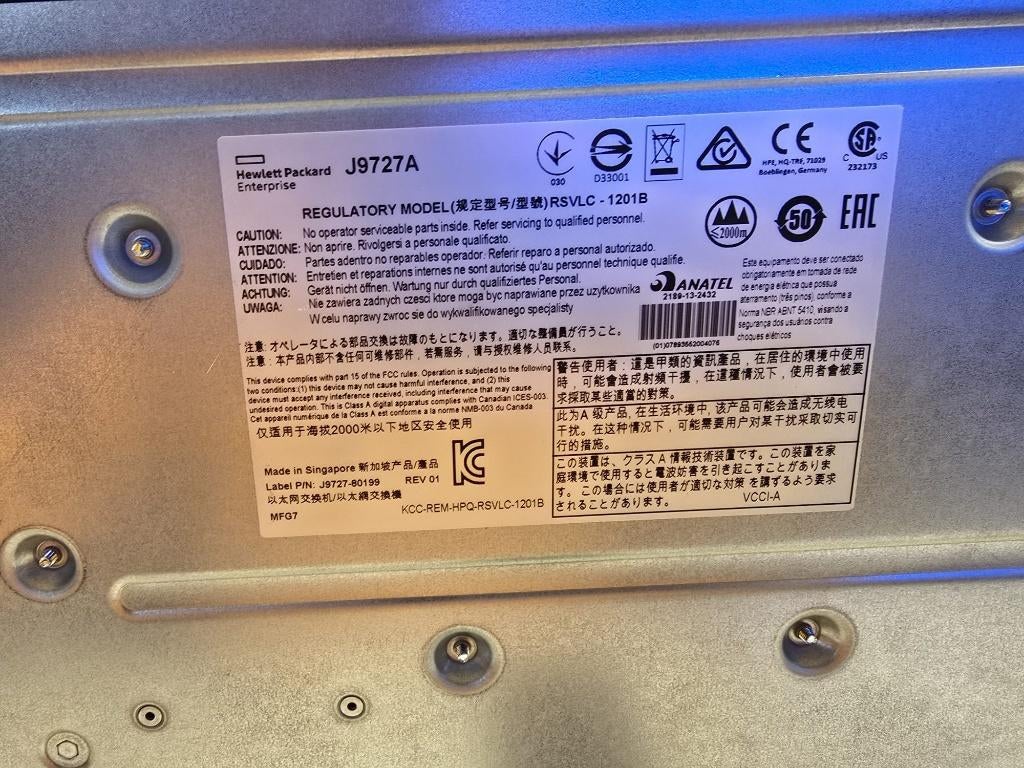 Hewlett Packard
Enterprise
J9727A
030
D33001
N258
CE
HPE, HQ-TRE, 71029
Boeblingen, Germany
C SA® US
232173
REGULATORY MODEL(规定型号/型號)RSVLC - 1201B
CAUTION: No operator serviceable parts inside. Refer servicing to qualified personnel.
ATTENZIONE: Non aprire. Rivolgersi a personale qualificato.
CUIDADO: Partes adentro no reparables operador. Referir reparo a personal autorizado.
ATTENTION: Entretien et reparations internes ne sont autorisé qu'au personnel technique qualifie.
ACHTUNG: Gerät nicht öffnen. Wartung nur durch qualifiziertes Personal.
UWAGA: Nie zawiera zadnych czesci ktore moga byc naprawiane przez uzytkownika
W celu naprawy zwroc sie do wykwalifikowanego specjalisty
≤2000m
50
EAC
ANATEL
2189-13-2432
(01)07893662004076
Este equipamento deve ser conectado
obrigatoriamente em tomada de rede
de energia elétrica que possua
aterramento (três pinos), conforme a
Norma NBR ABNT 5410, visando a
segurança dos usuários contra
choques elétricos
注意: オペレータによる部品交換は故障のもとになります。適切な整備員が行うこと。
注意: 本产品内部不含任何可维修部件，若需服务，请与授权维修人员联系。
This device complies with part 15 of the FCC rules. Operation is subjected to the following
two conditions:(1) this device may not cause harmful interference, and (2) this
device must accept any interference received, including interference that may cause
undesired operation. This is Class A digital apparatus complies with Canadian ICES-003.
Cet apariel numérique de la Class A est conforme a la norme NMB-003 du Canada
仅适用于海拔2000米以下地区安全使用
Made in Singapore 新加坡产品/產品
Label P/N: J9727-80199 REV 01
以太网交换机/以太網交換機
MFG7
KCC-REM-HPQ-RSVLC-1201B
警告使用者：這是甲類的資訊產品，在居住的環境中使用
時，可能會造成射頻干擾，在這種情況下，使用者會被要
求採取某些適當的對策。
此为A 级产品, 在生活环境中, 该产品可能会造成无线电
干扰。在这种情况下，可能需要用户对某干扰采取切实可
行的措施。
この装置は、クラス A 情報技術装置です。この装置を家
庭環境で使用すると電波妨害を引き起こすことがありま
す。この場合には使用者が適切な対策 を講ずるよう要求
されることがあります。 VCCI-A